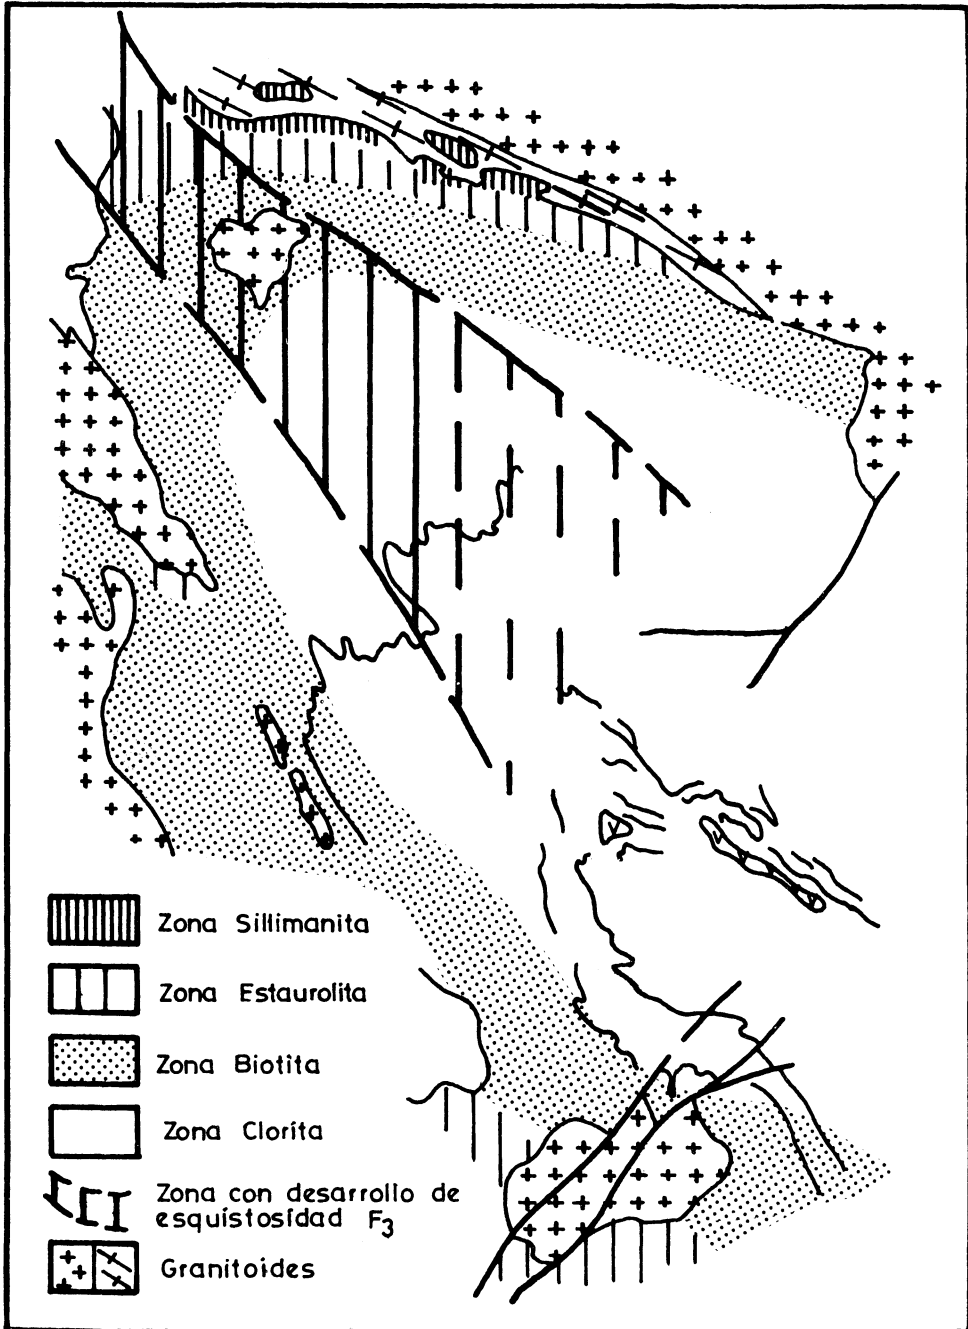 Zona Sillimanita
Zona Estaurolita
Zona Biotita
Zona Clorita
Zona con desarrollo de
esquistosidad F3
Granitoides